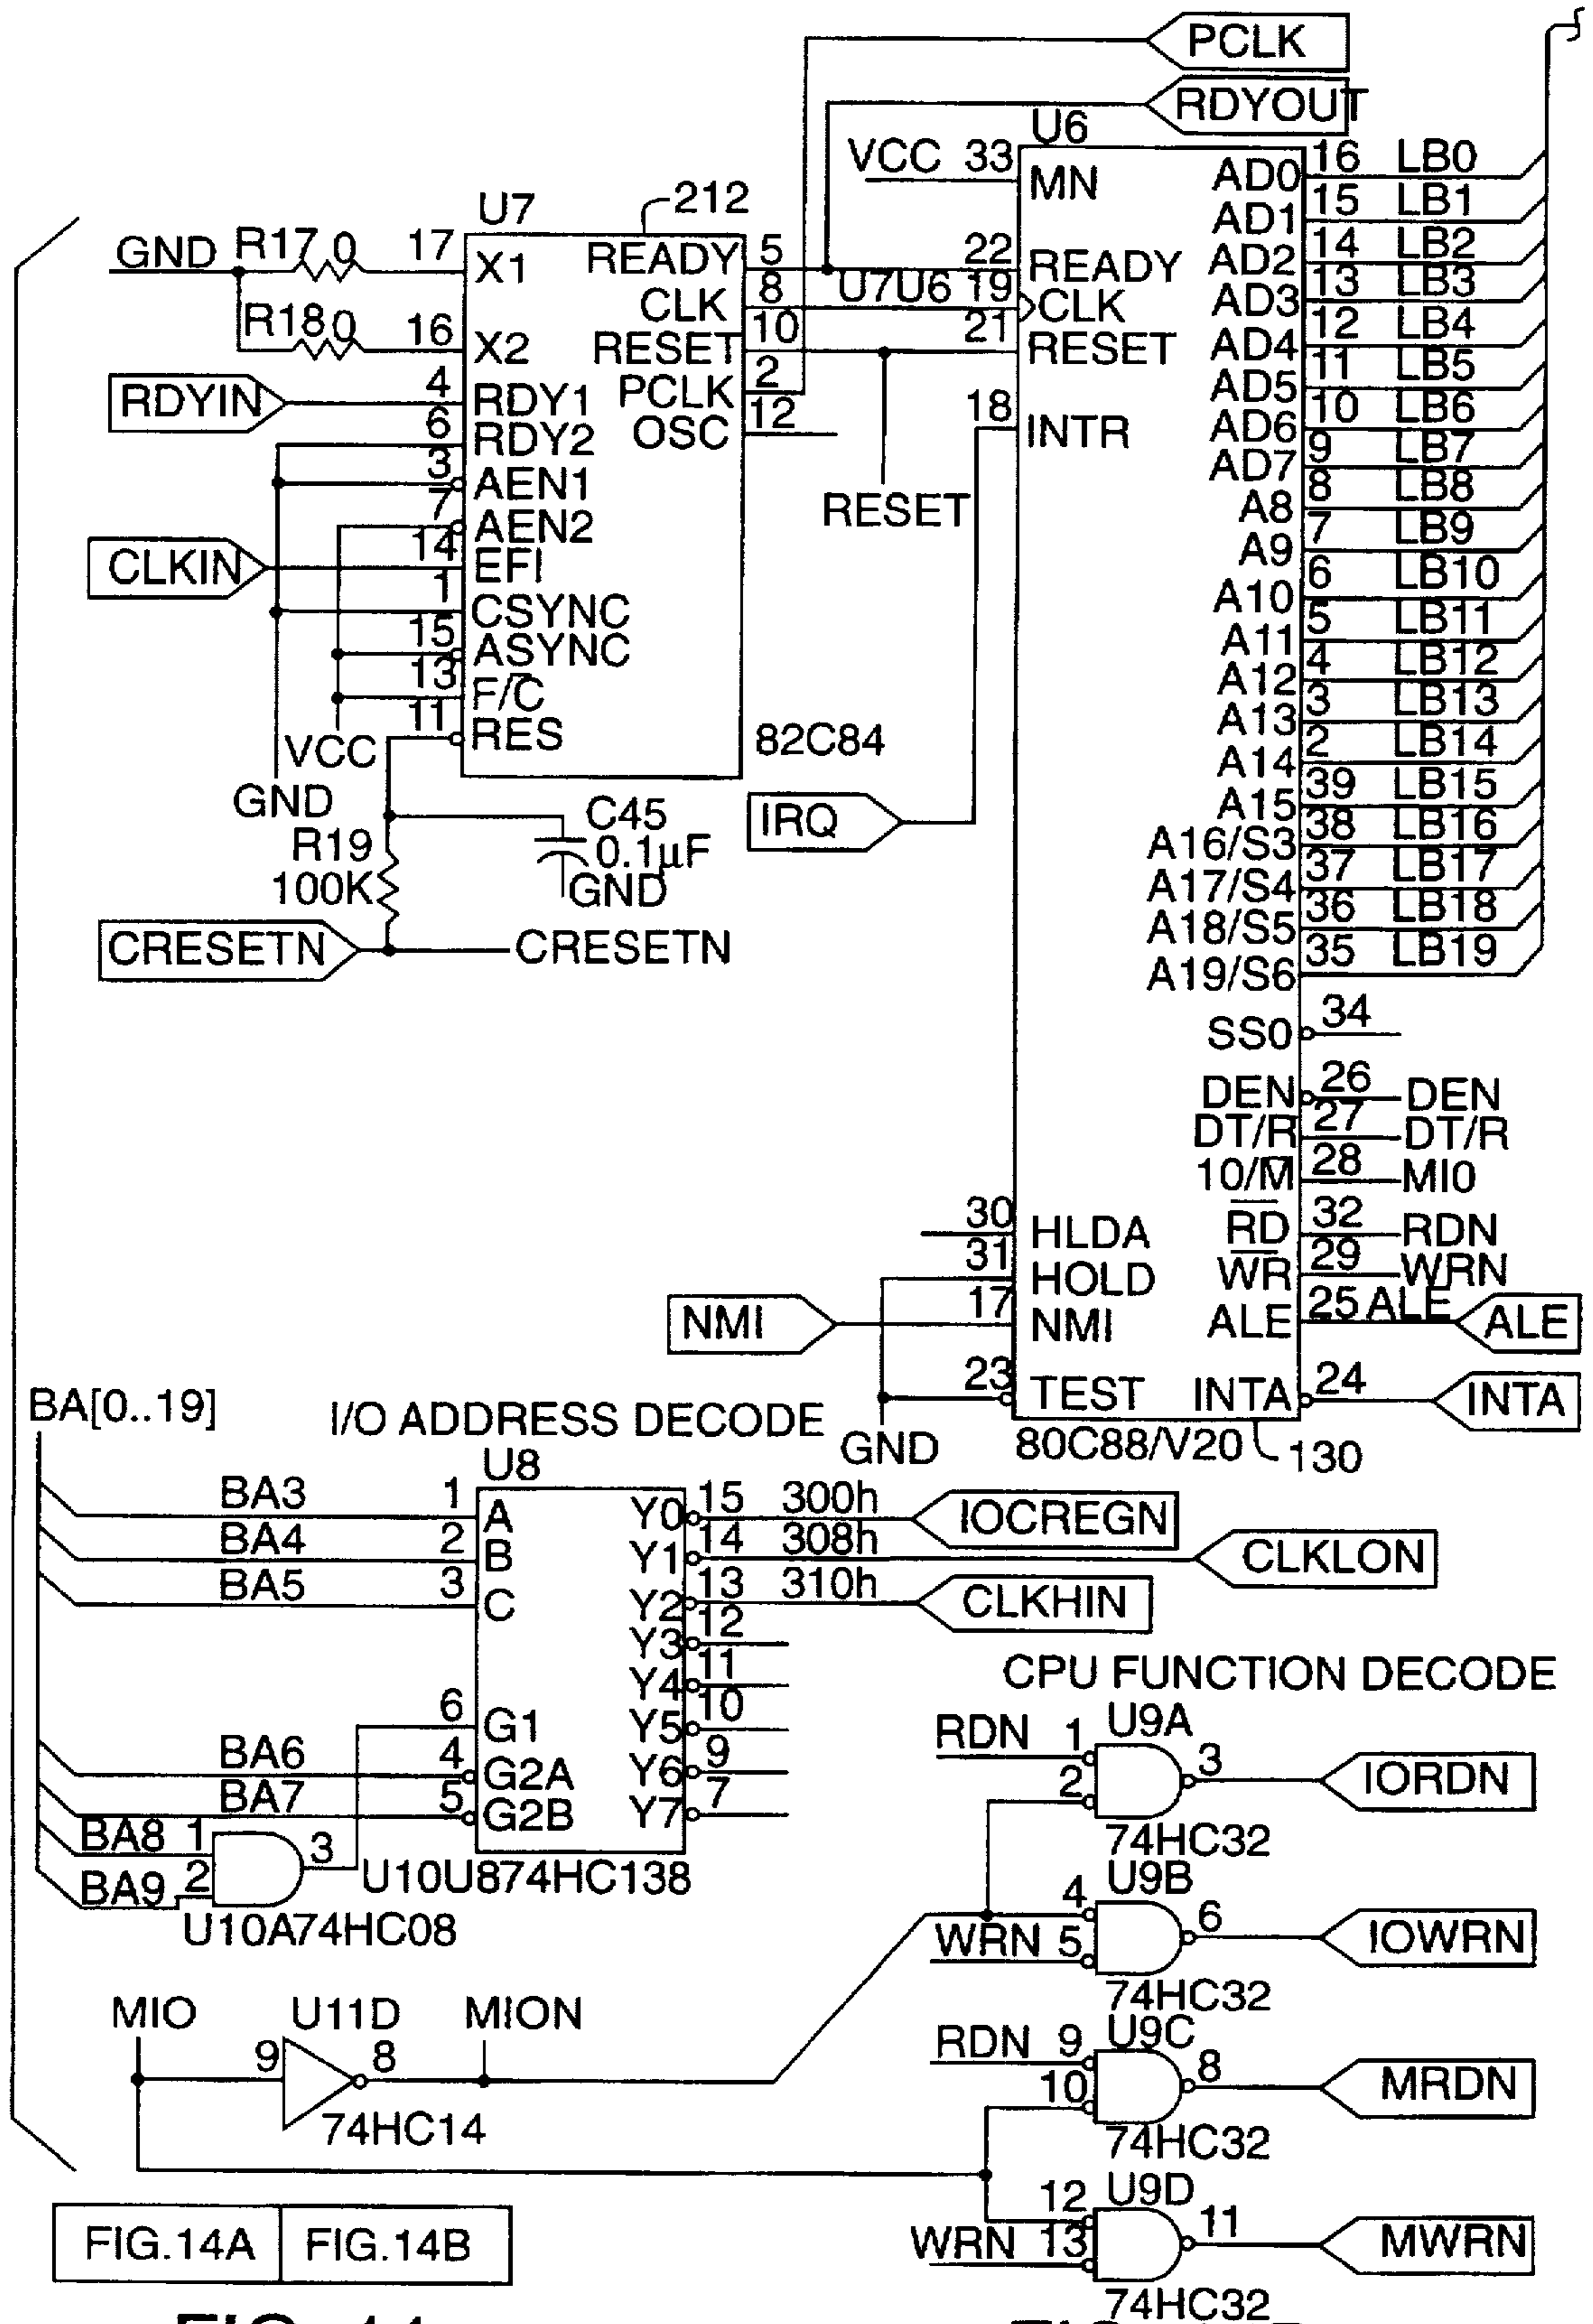 PCLK
RDYOUT
U6
VCC 33 MN
AD0 16 LB0
AD1 15 LB1
AD2 14 LB2
AD3 13 LB3
AD4 12 LB4
AD5 11 LB5
AD6 10 LB6
AD7 9 LB7
A8 8 LB8
A9 7 LB9
A10 6 LB10
A11 5 LB11
A12 4 LB12
A13 3 LB13
A14 2 LB14
A15 39 LB15
A16/S3 38 LB16
A17/S4 37 LB17
A18/S5 36 LB18
A19/S6 35 LB19
SS0 34
DEN 26 DEN
DT/R 27 DT/R
10/M 28 MI0
RD 32 RDN
WR 29 WRN
ALE 25 ALE ALE
INTA 24 INTA
22 READY
U7U6 19 CLK
21 RESET
18 INTR
30 HLDA
31 HOLD
NMI 17 NMI
23 TEST
GND
80C88/V20 130
U7 212
GND R17 0 17 X1
R18 0 16 X2
RDYIN 4 RDY1
6 RDY2
3 AEN1
7 AEN2
CLKIN 14 EFI
1 CSYNC
15 ASYNC
13 F/C
11 RES
READY 5
CLK 8
RESET 10
PCLK 2
OSC 12
RESET
82C84
VCC
GND
IRQ
C45
0.1µF
GND
R19
100K
CRESETN CRESETN
BA[0..19]
I/O ADDRESS DECODE
U8
BA3 1 A
BA4 2 B
BA5 3 C
6 G1
BA6 4 G2A
BA7 5 G2B
BA8 1
BA9 2
3
Y0 15 300h IOCREGN
Y1 14 308h CLKLON
Y2 13 310h CLKHIN
Y3 12
Y4 11
Y5 10
Y6 9
Y7 7
U10U874HC138
U10A74HC08
CPU FUNCTION DECODE
U9A
RDN 1
2
3 IORDN
74HC32
U9B
4
WRN 5
6 IOWRN
74HC32
U9C
RDN 9
10
8 MRDN
74HC32
U9D
12
WRN 13
11 MWRN
74HC32
MIO U11D MION
9 8
74HC14
FIG.14A FIG.14B